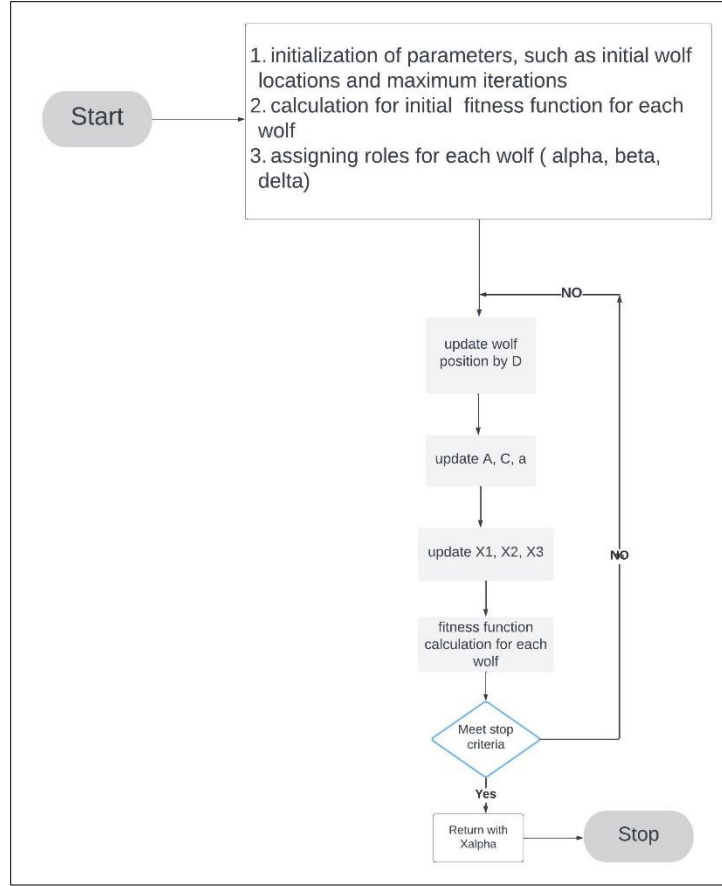 Start
1. initialization of parameters, such as initial wolf
locations and maximum iterations
2. calculation for initial fitness function for each
wolf
3. assigning roles for each wolf ( alpha, beta,
delta)
NO
update wolf
position by D
update A, C, a
update X1, X2, X3
NO
fitness function
calculation for each
wolf
Meet stop
criteria
Yes
Return with
Xalpha
Stop